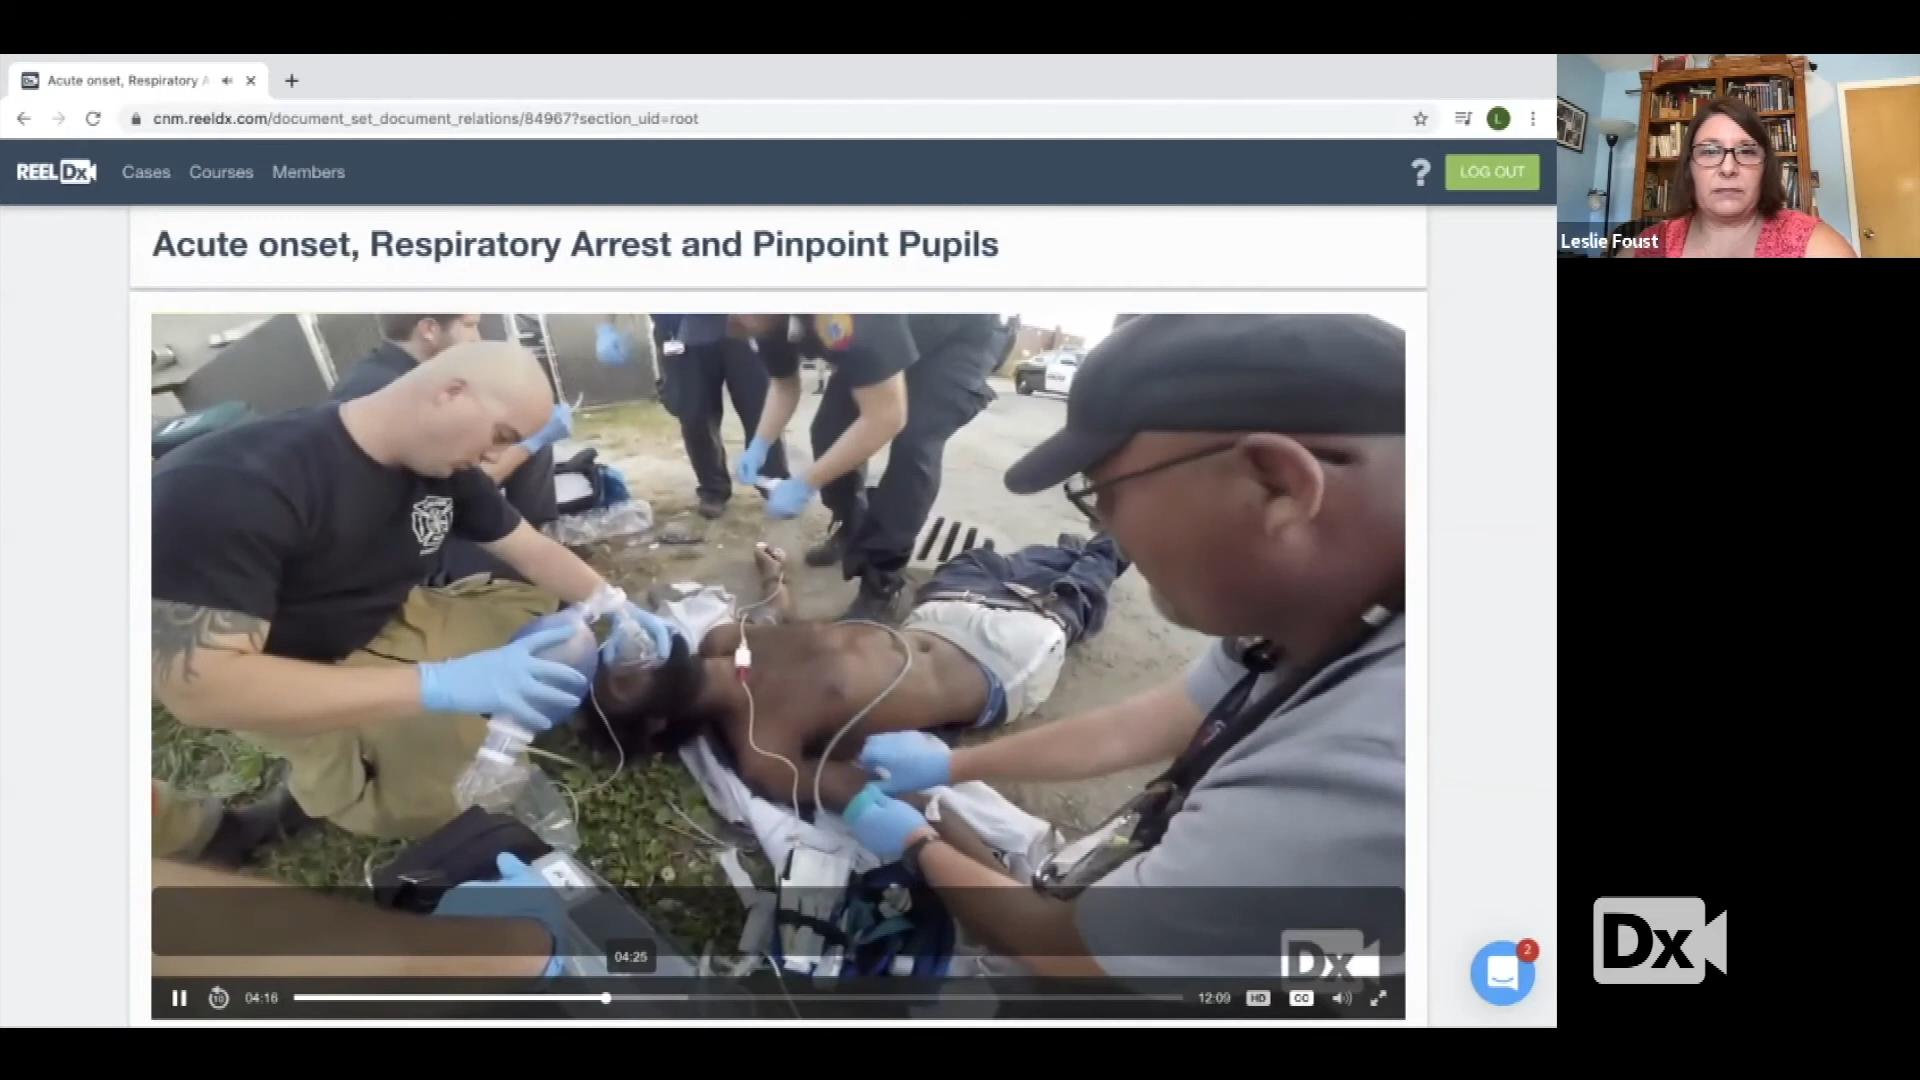 Acute onset, Respiratory A
cnm.reeldx.com/document_set_document_relations/84967?section_uid=root
L
REEL Dx
Cases
Courses
Members
?
LOG OUT
Leslie Foust
Acute onset, Respiratory Arrest and Pinpoint Pupils
04:25
Dx
10
04:16
12:09
HD
CC
2
Dx